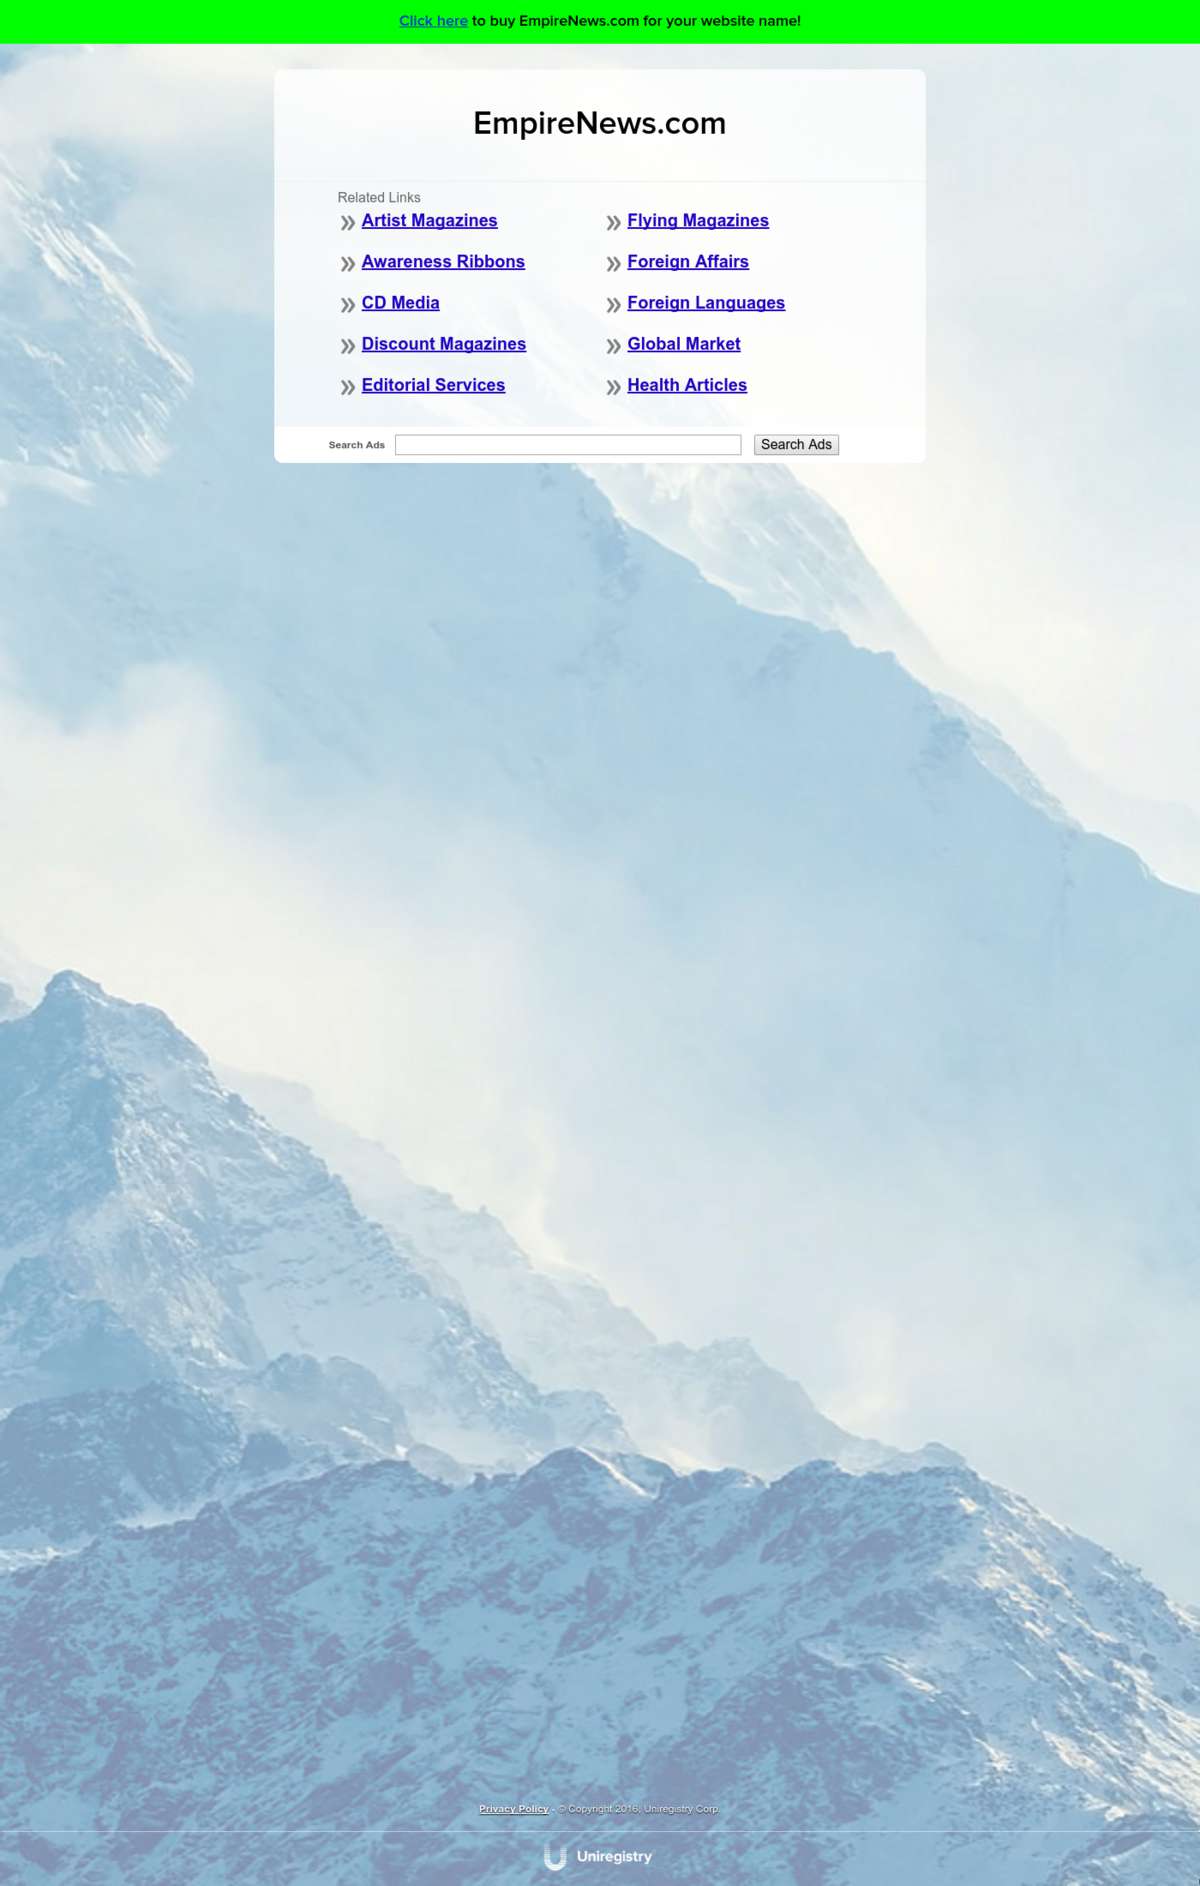 Click here to buy EmpireNews.com for your website name!
EmpireNews.com
Related Links
Artist Magazines
Awareness Ribbons
CD Media
Discount Magazines
Editorial Services
Flying Magazines
Foreign Affairs
Foreign Languages
Global Market
Health Articles
Search Ads
Search Ads
Privacy Policy - © Copyright 2016, Uniregistry Corp.
Uniregistry